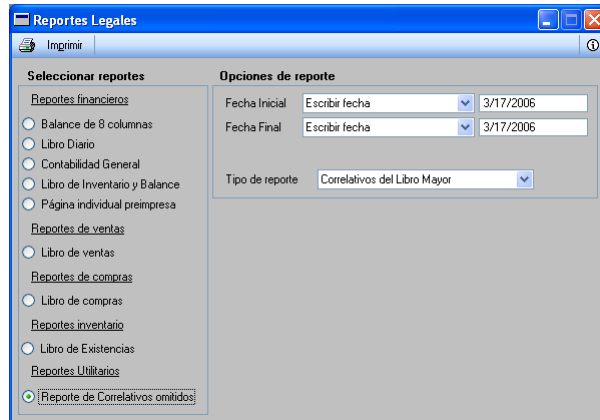 Reportes Legales
Imprimir
Seleccionar reportes
Reportes financieros
Balance de 8 columnas
Libro Diario
Contabilidad General
Libro de Inventario y Balance
Página individual preimpresa
Reportes de ventas
Libro de ventas
Reportes de compras
Libro de compras
Reportes inventario
Libro de Existencias
Reportes Utilitarios
Reporte de Correlativos omitidos
Opciones de reporte
Fecha Inicial Escribir fecha 3/17/2006
Fecha Final Escribir fecha 3/17/2006
Tipo de reporte Correlativos del Libro Mayor